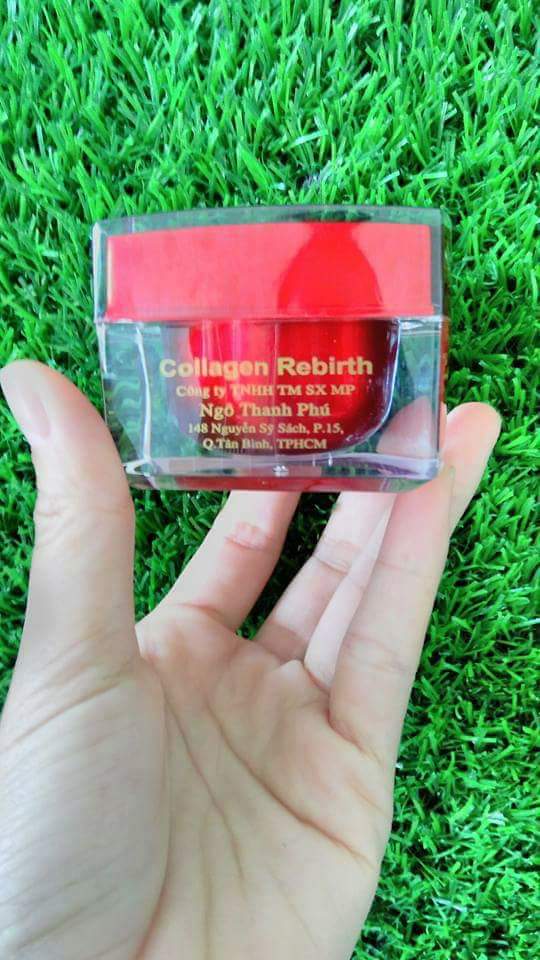 Collagen Rebirth
Công ty TNHH TM SX MP
Ngô Thanh Phú
148 Nguyễn Sỹ Sách, P.15,
Q.Tân Bình, TPHCM